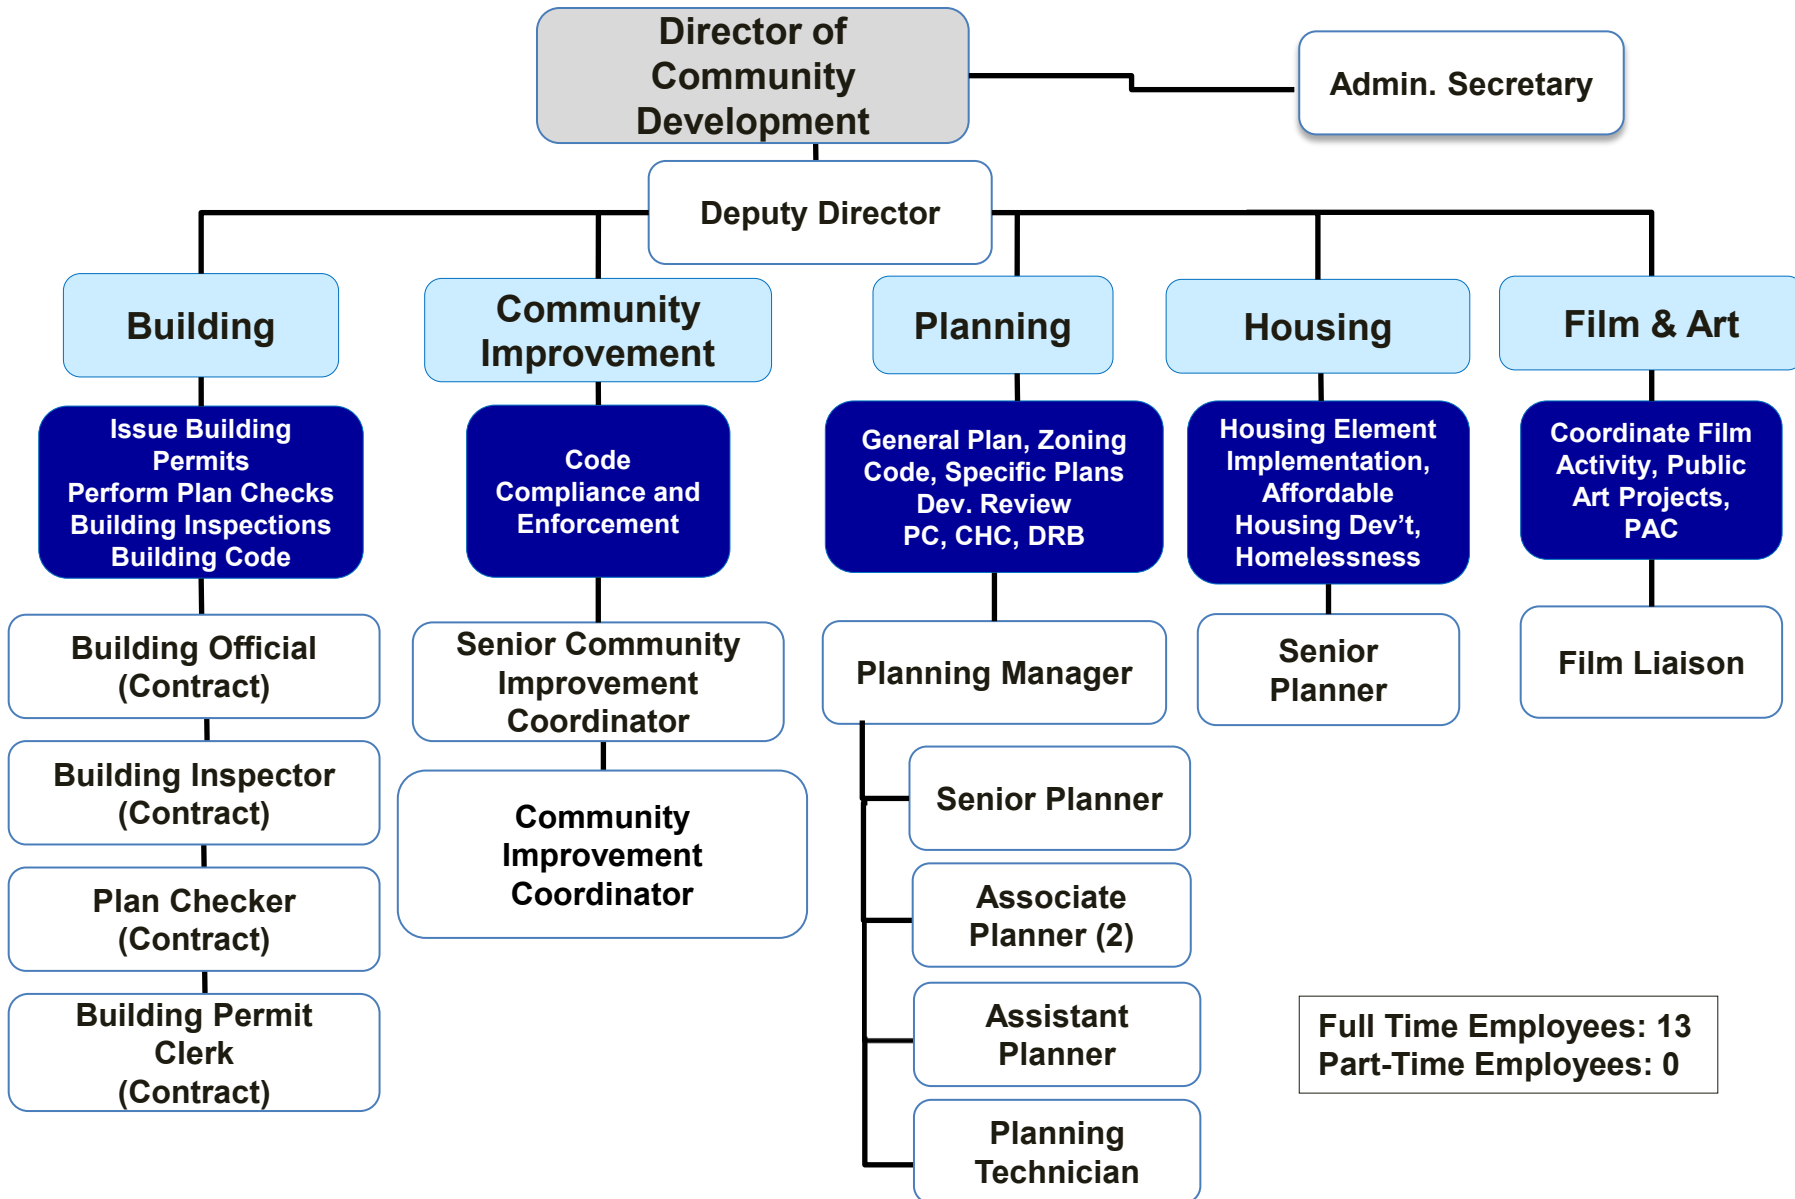 Director of
Community
Development
Admin. Secretary
Deputy Director
Building
Community
Improvement
Planning
Housing
Film & Art
Issue Building
Permits
Perform Plan Checks
Building Inspections
Building Code
Code
Compliance and
Enforcement
General Plan, Zoning
Code, Specific Plans
Dev. Review
PC, CHC, DRB
Housing Element
Implementation,
Affordable
Housing Dev’t,
Homelessness
Coordinate Film
Activity, Public
Art Projects,
PAC
Building Official
(Contract)
Senior Community
Improvement
Coordinator
Planning Manager
Senior
Planner
Film Liaison
Building Inspector
(Contract)
Community
Improvement
Coordinator
Senior Planner
Plan Checker
(Contract)
Associate
Planner (2)
Building Permit
Clerk
(Contract)
Assistant
Planner
Planning
Technician
Full Time Employees: 13
Part-Time Employees: 0